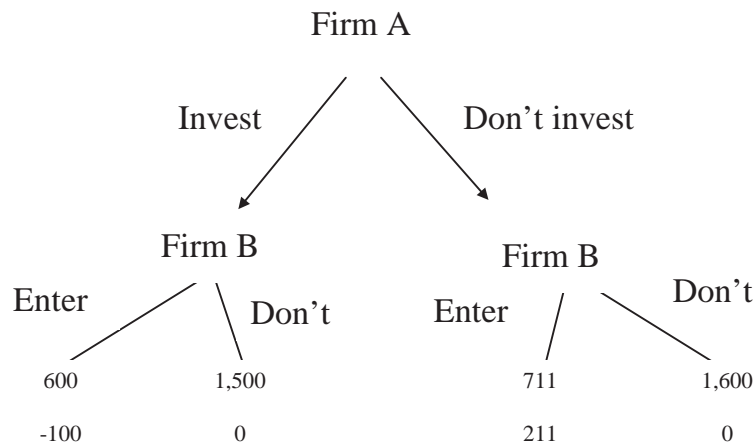 Firm A
Invest
Don't invest
Firm B
Firm B
Enter
Don't
Enter
Don't
600
1,500
711
1,600
-100
0
211
0